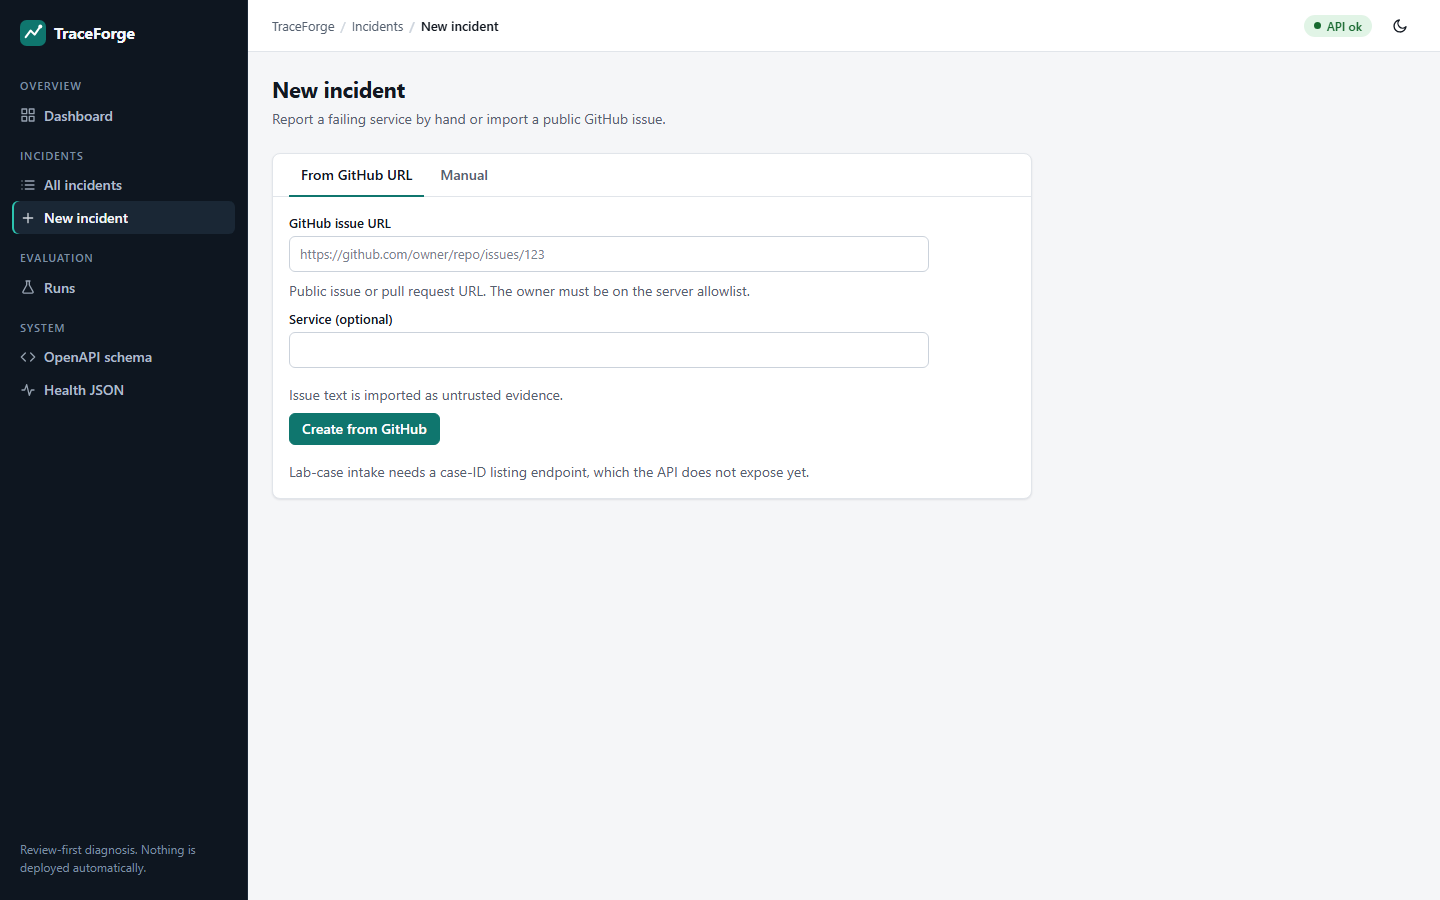 TraceForge
OVERVIEW
Dashboard
INCIDENTS
All incidents
New incident
EVALUATION
Runs
SYSTEM
OpenAPI schema
Health JSON
Review-first diagnosis. Nothing is
deployed automatically.
TraceForge / Incidents / New incident
API ok
New incident
Report a failing service by hand or import a public GitHub issue.
From GitHub URL Manual
GitHub issue URL
https://github.com/owner/repo/issues/123
Public issue or pull request URL. The owner must be on the server allowlist.
Service (optional)
Issue text is imported as untrusted evidence.
Create from GitHub
Lab-case intake needs a case-ID listing endpoint, which the API does not expose yet.